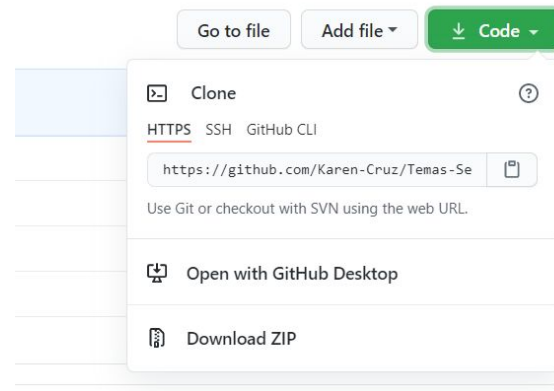 Go to file Add file Code
Clone
HTTPS SSH GitHub CLI
https://github.com/Karen-Cruz/Temas-Se
Use Git or checkout with SVN using the web URL.
Open with GitHub Desktop
Download ZIP